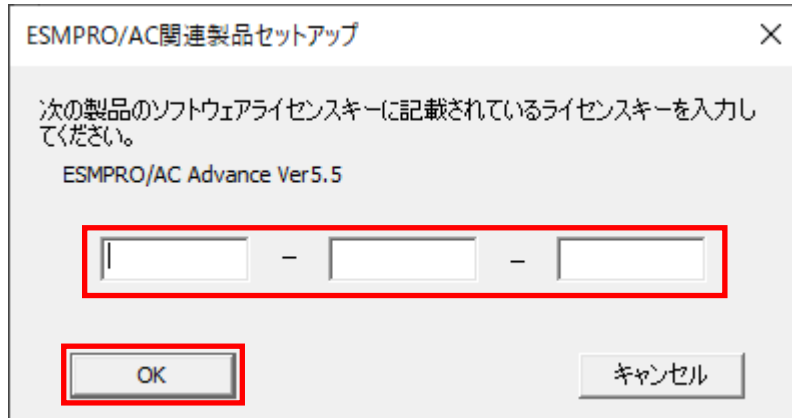 ESMPRO/AC関連製品セットアップ
次の製品のソフトウェアライセンスキーに記載されているライセンスキーを入力し
てください。
ESMPRO/AC Advance Ver5.5
– –
OK キャンセル